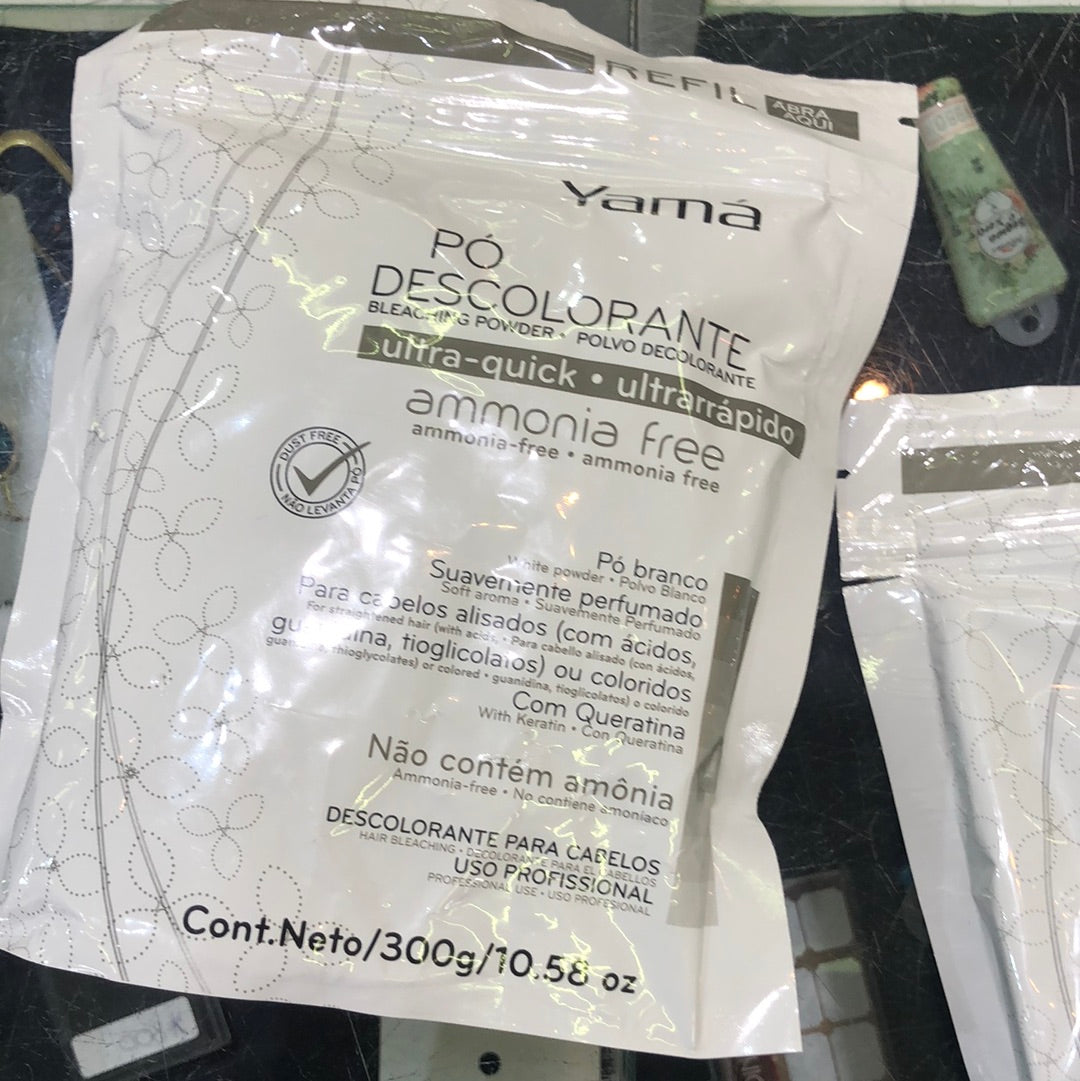 REFIL
ABRA
AQUI
Yamá
PÓ
DESCOLORANTE
BLEACHING POWDER • POLVO DECOLORANTE
ultra-quick • ultrarrápido
ammonia free
ammonia-free • ammonia free
DUST FREE
NÃO LEVANTA PÓ
Pó branco
White powder • Polvo Blanco
Suavemente perfumado
Soft aroma • Suavemente Perfumado
Para cabelos alisados (com ácidos,
For straightened hair (with acids, • Para cabello alisado (con ácidos,
guanidina, tioglicolatos) ou coloridos
thioglycolates) or colored • guanidina, tioglicolatos) o colorido
Com Queratina
With Keratin • Con Queratina
Não contém amônia
Ammonia-free • No contiene amoniaco
DESCOLORANTE PARA CABELOS
HAIR BLEACHING • DECOLORANTE PARA EL CABELLOS
USO PROFISSIONAL
PROFESSIONAL USE • USO PROFESIONAL
Cont.Neto/300g/10.58 oz